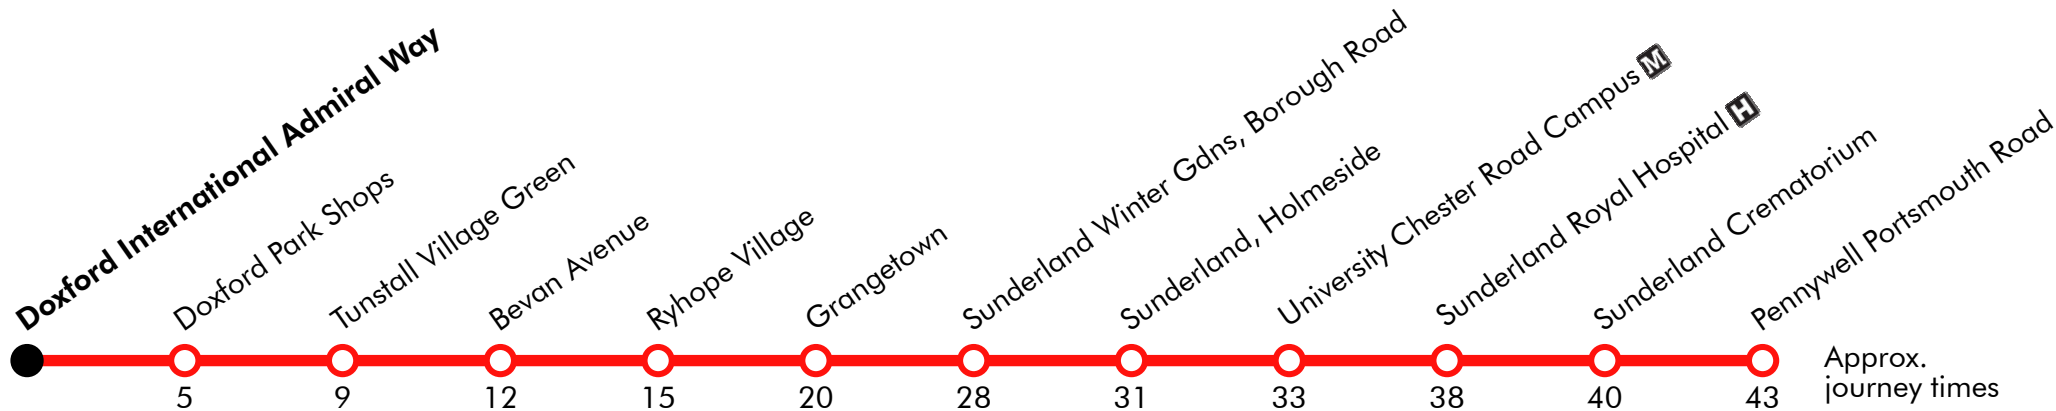 Doxford International Admiral Way
Doxford Park Shops
Tunstall Village Green
Bevan Avenue
Ryhope Village
Grangetown
Sunderland Winter Gdns, Borough Road
Sunderland, Holmeside
University Chester Road Campus M
Sunderland Royal Hospital H
Sunderland Crematorium
Pennywell Portsmouth Road
5 9 12 15 20 28 31 33 38 40 43
Approx.
journey times